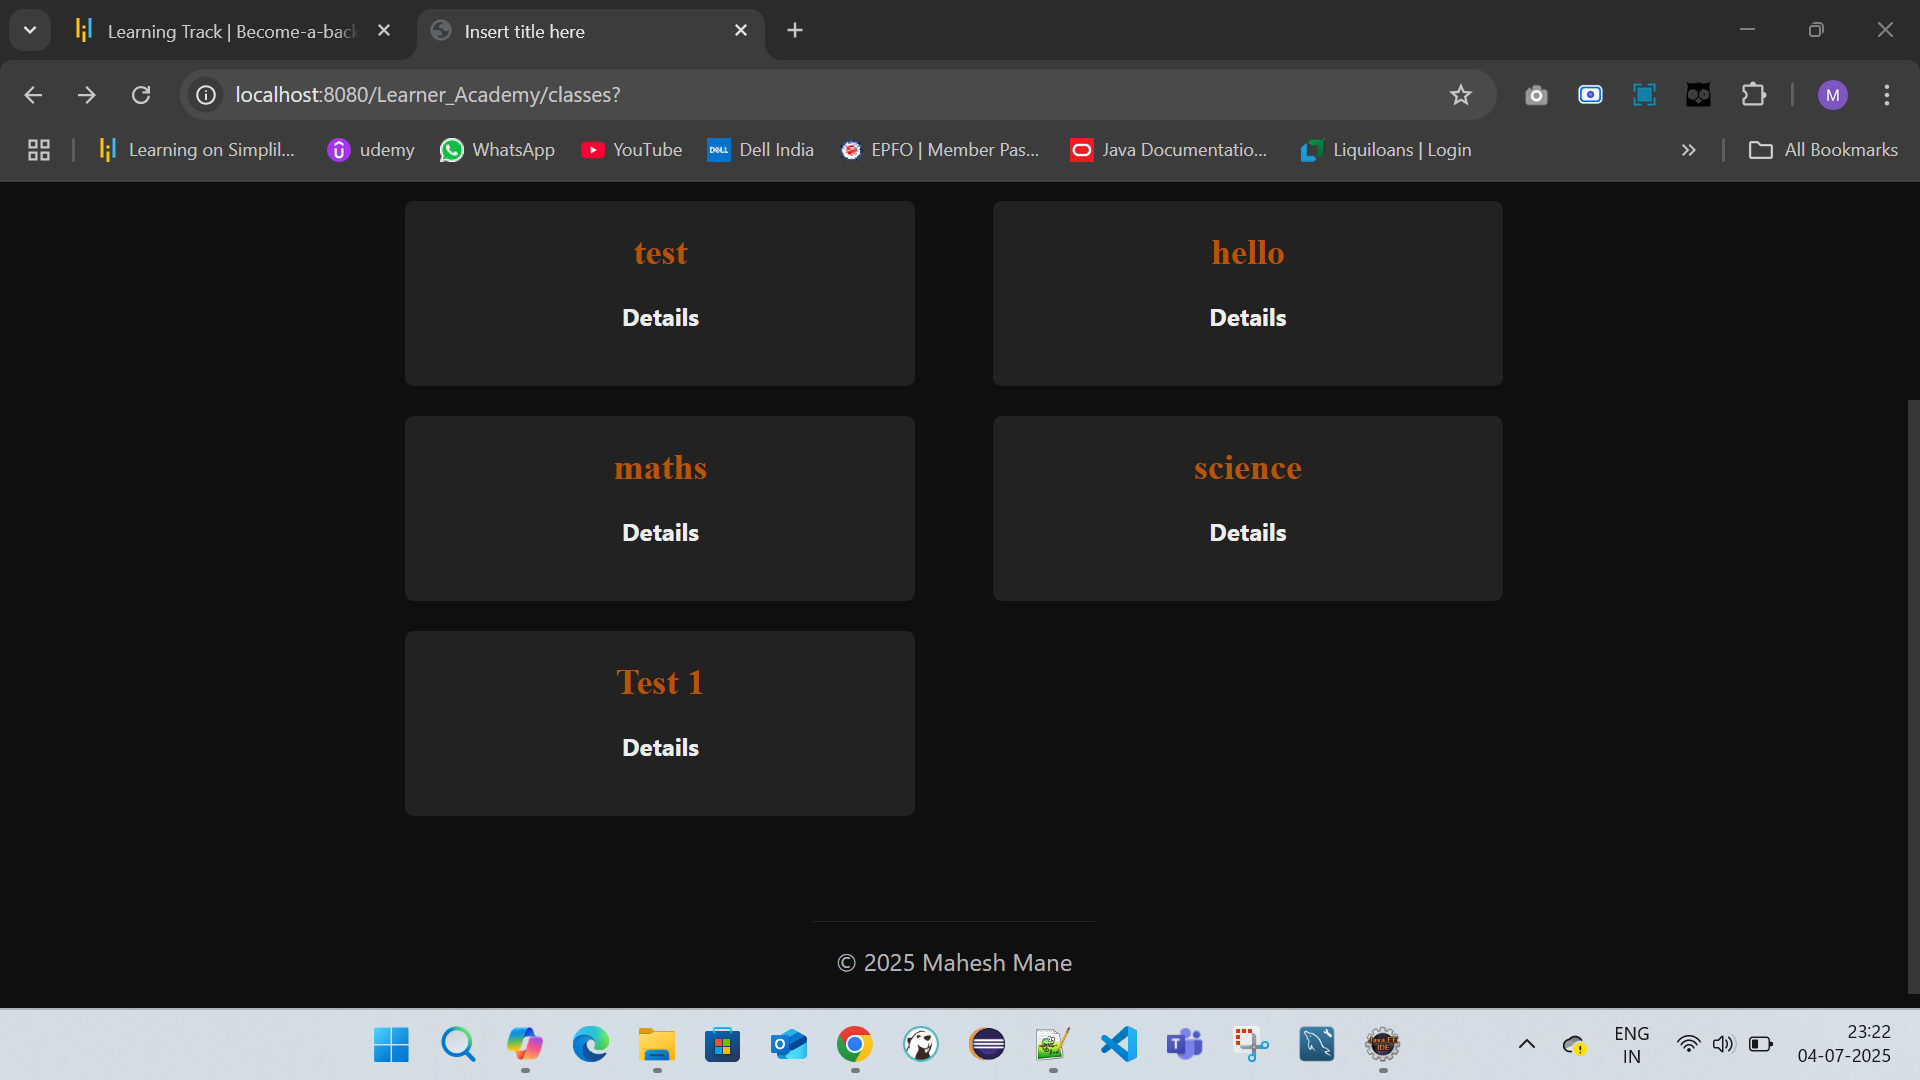 Learning Track | Become-a-back
Insert title here
localhost:8080/Learner_Academy/classes?
M
Learning on Simplil...
udemy
WhatsApp
YouTube
DELL
Dell India
EPFO | Member Pas...
Java Documentatio...
Liquiloans | Login
All Bookmarks
test
hello
Details
Details
maths
science
Details
Details
Test 1
Details
© 2025 Mahesh Mane
ENG
IN
23:22
04-07-2025